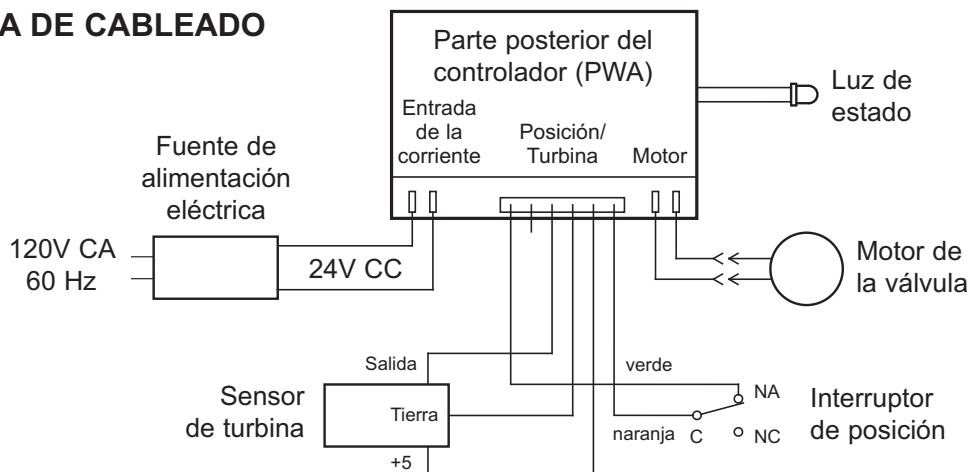 A DE CABLEADO
Parte posterior del
controlador (PWA)
Luz de
estado
Entrada
de la
corriente
Posición/
Turbina
Motor
Fuente de
alimentación
eléctrica
120V CA
60 Hz
24V CC
Motor de
la válvula
Salida
verde
Sensor
de turbina
Tierra
NA
Interruptor
de posición
naranja
C
NC
+5